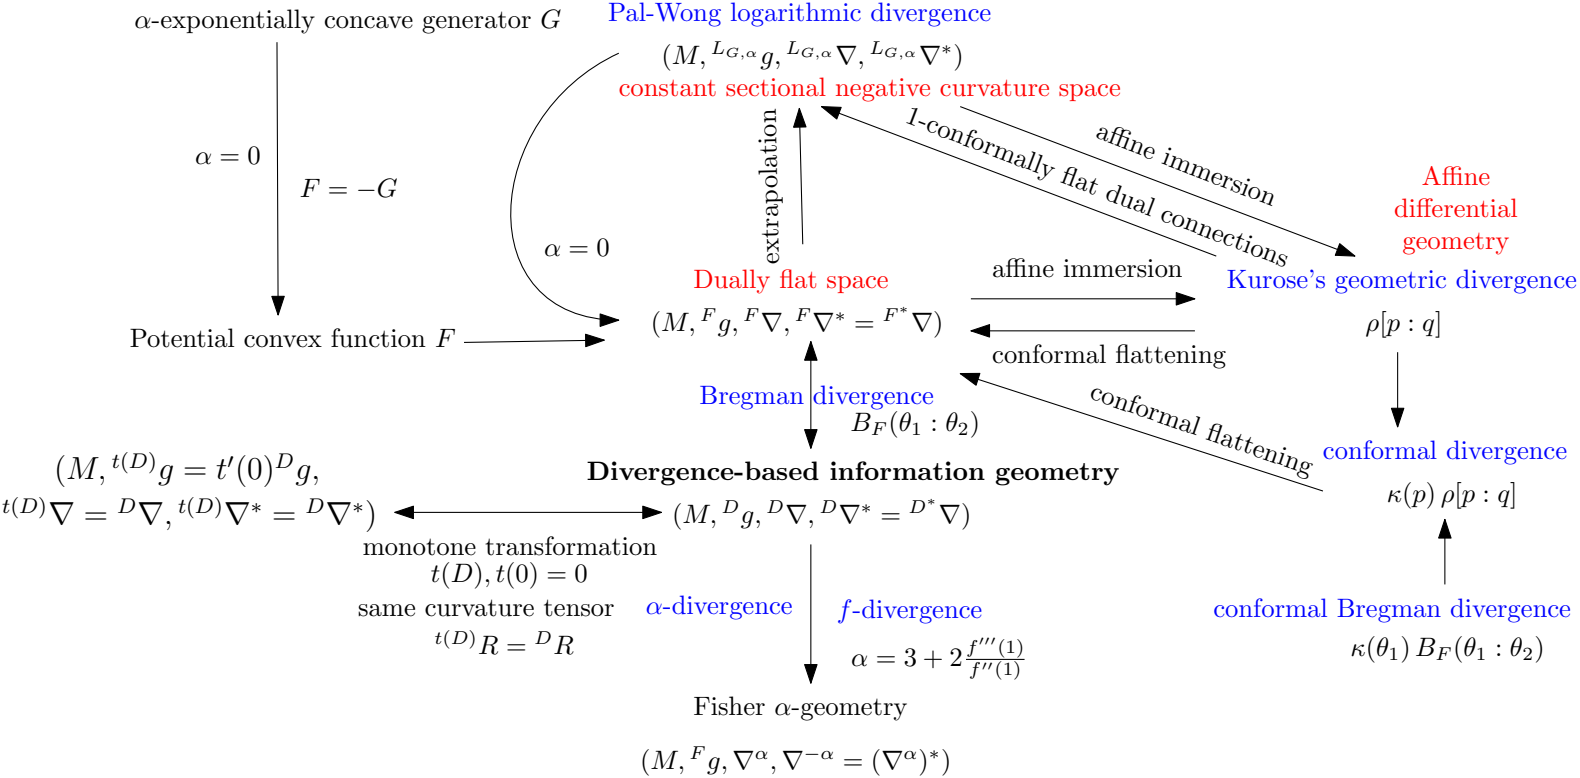 α-exponentially concave generator G
Pal-Wong logarithmic divergence
(M, ^{L_{G,α}}g, ^{L_{G,α}}∇, ^{L_{G,α}}∇*)
constant sectional negative curvature space
α = 0
F = −G
extrapolation
α = 0
affine immersion
1-conformally flat dual connections
Affine
differential
geometry
Dually flat space
(M, ^{F}g, ^{F}∇, ^{F}∇* = ^{F*}∇)
affine immersion
conformal flattening
Kurose's geometric divergence
ρ[p : q]
Potential convex function F
Bregman divergence
B_F(θ_1 : θ_2)
conformal flattening
conformal divergence
κ(p) ρ[p : q]
(M, ^{t(D)}g = t′(0)^{D}g,
^{t(D)}∇ = ^{D}∇, ^{t(D)}∇* = ^{D}∇*)
Divergence-based information geometry
(M, ^{D}g, ^{D}∇, ^{D}∇* = ^{D*}∇)
monotone transformation
t(D), t(0) = 0
same curvature tensor
^{t(D)}R = ^{D}R
α-divergence
f-divergence
α = 3 + 2 f′′′(1)/f′′(1)
conformal Bregman divergence
κ(θ_1) B_F(θ_1 : θ_2)
Fisher α-geometry
(M, ^{F}g, ∇^{α}, ∇^{−α} = (∇^{α})*)